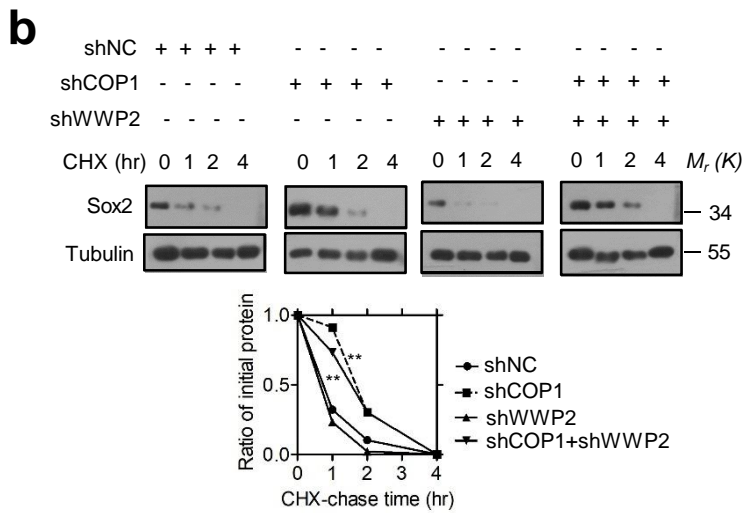 b
shNC + + + + - - - - - - - - - - - -
shCOP1 - - - - + + + + - - - - + + + +
shWWP2 - - - - - - - - + + + + + + + +
CHX (hr) 0 1 2 4 0 1 2 4 0 1 2 4 0 1 2 4 Mr (K)
Sox2 34
Tubulin 55
1.0
0.5
0.0
Ratio of initial protein
** **
0 1 2 3 4
CHX-chase time (hr)
shNC
shCOP1
shWWP2
shCOP1+shWWP2